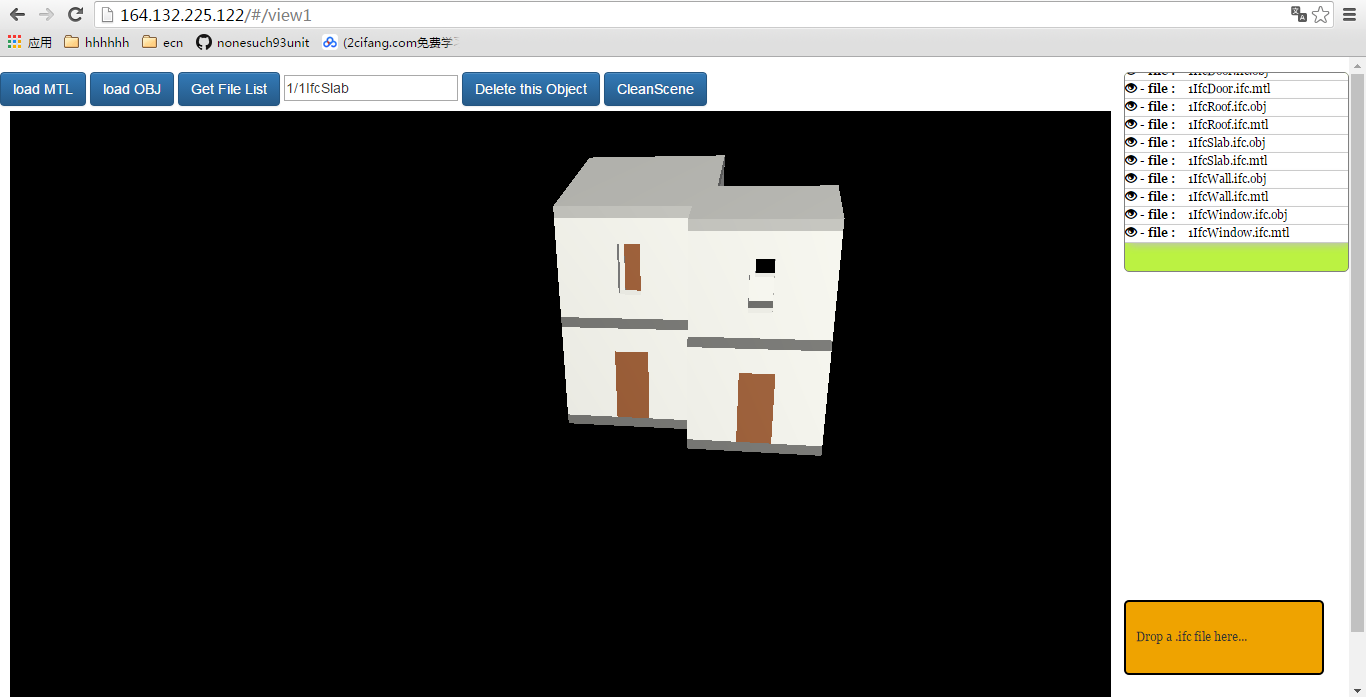 164.132.225.122/#/view1
应用 hhhhhh ecn nonesuch93unit (2cifang.com免费学
load MTL load OBJ Get File List 1/1IfcSlab Delete this Object CleanScene
- file : 1IfcDoor.ifc.obj
- file : 1IfcDoor.ifc.mtl
- file : 1IfcRoof.ifc.obj
- file : 1IfcRoof.ifc.mtl
- file : 1IfcSlab.ifc.obj
- file : 1IfcSlab.ifc.mtl
- file : 1IfcWall.ifc.obj
- file : 1IfcWall.ifc.mtl
- file : 1IfcWindow.ifc.obj
- file : 1IfcWindow.ifc.mtl
Drop a .ifc file here...